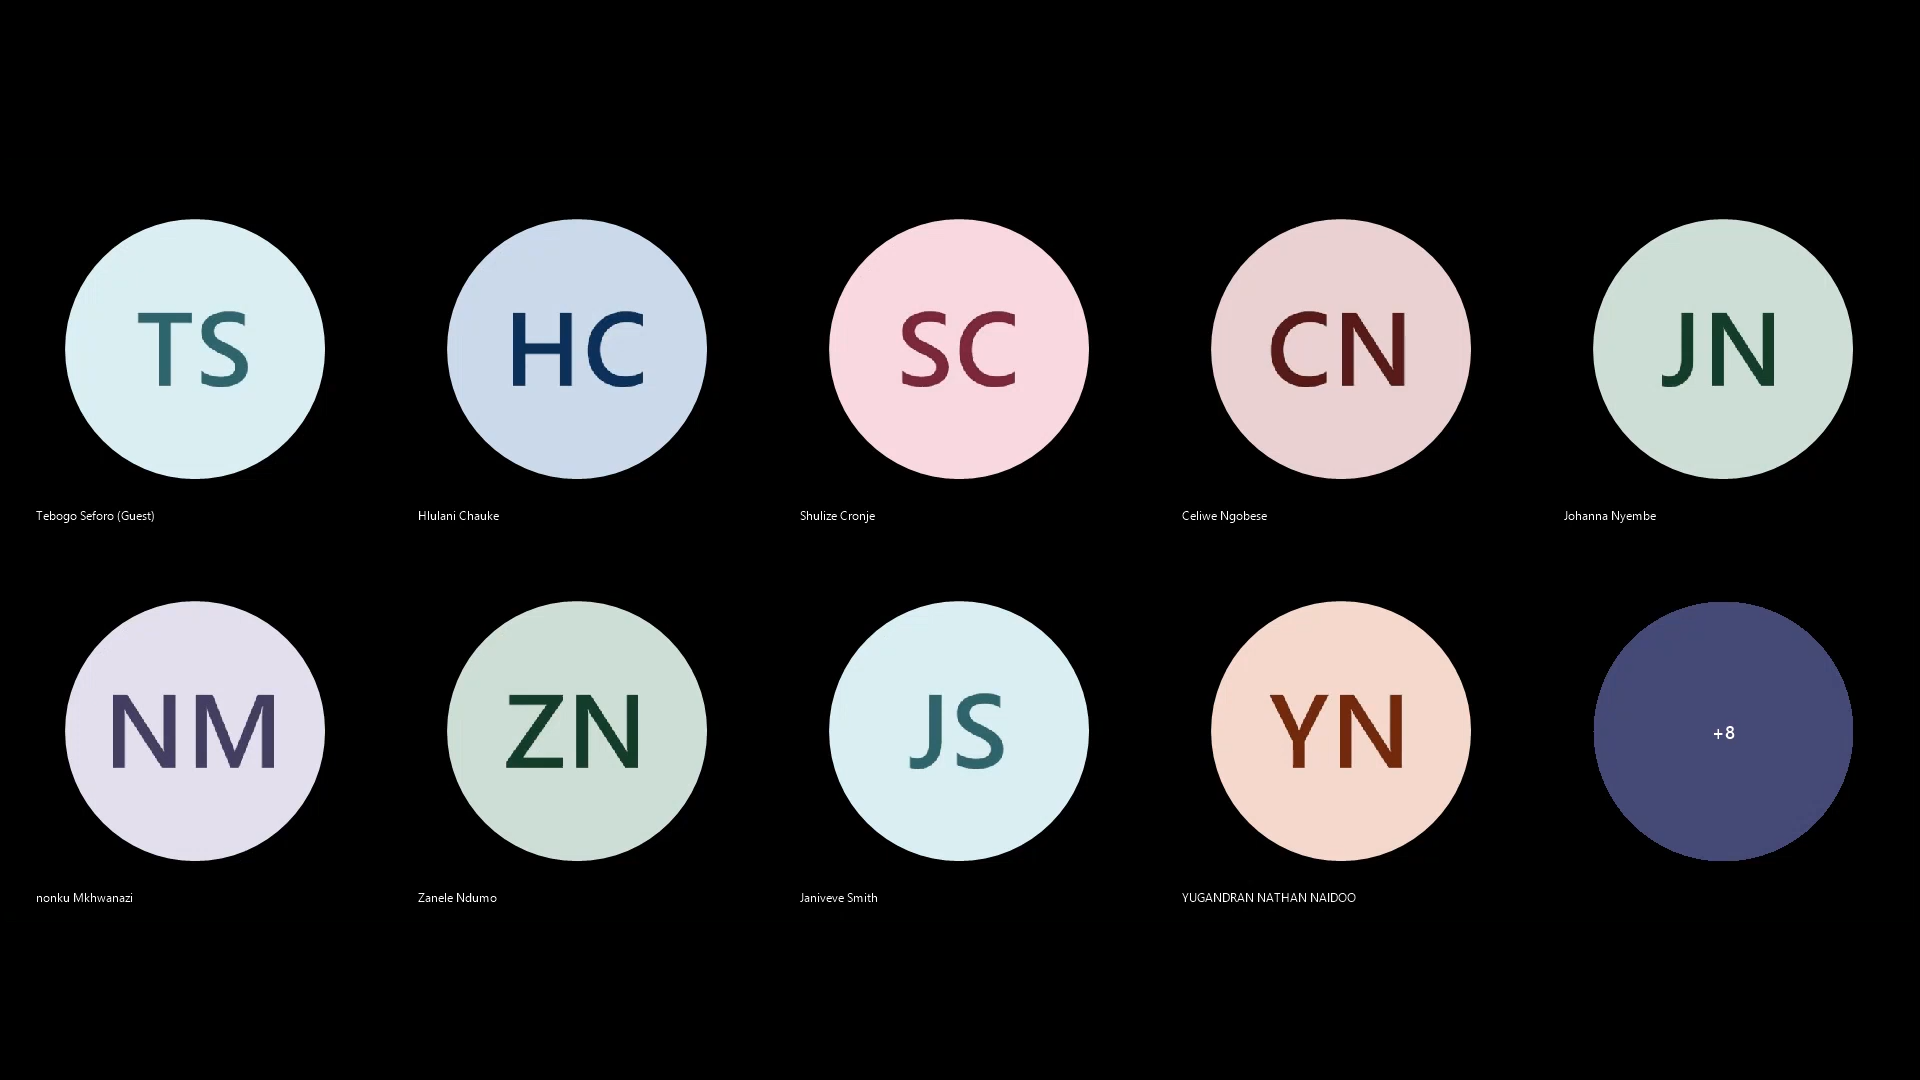 TS
HC
SC
CN
JN
Tebogo Seforo (Guest)
Hlulani Chauke
Shulize Cronje
Celiwe Ngobese
Johanna Nyembe
NM
ZN
JS
YN
+8
nonku Mkhwanazi
Zanele Ndumo
Janiveve Smith
YUGANDRAN NATHAN NAIDOO